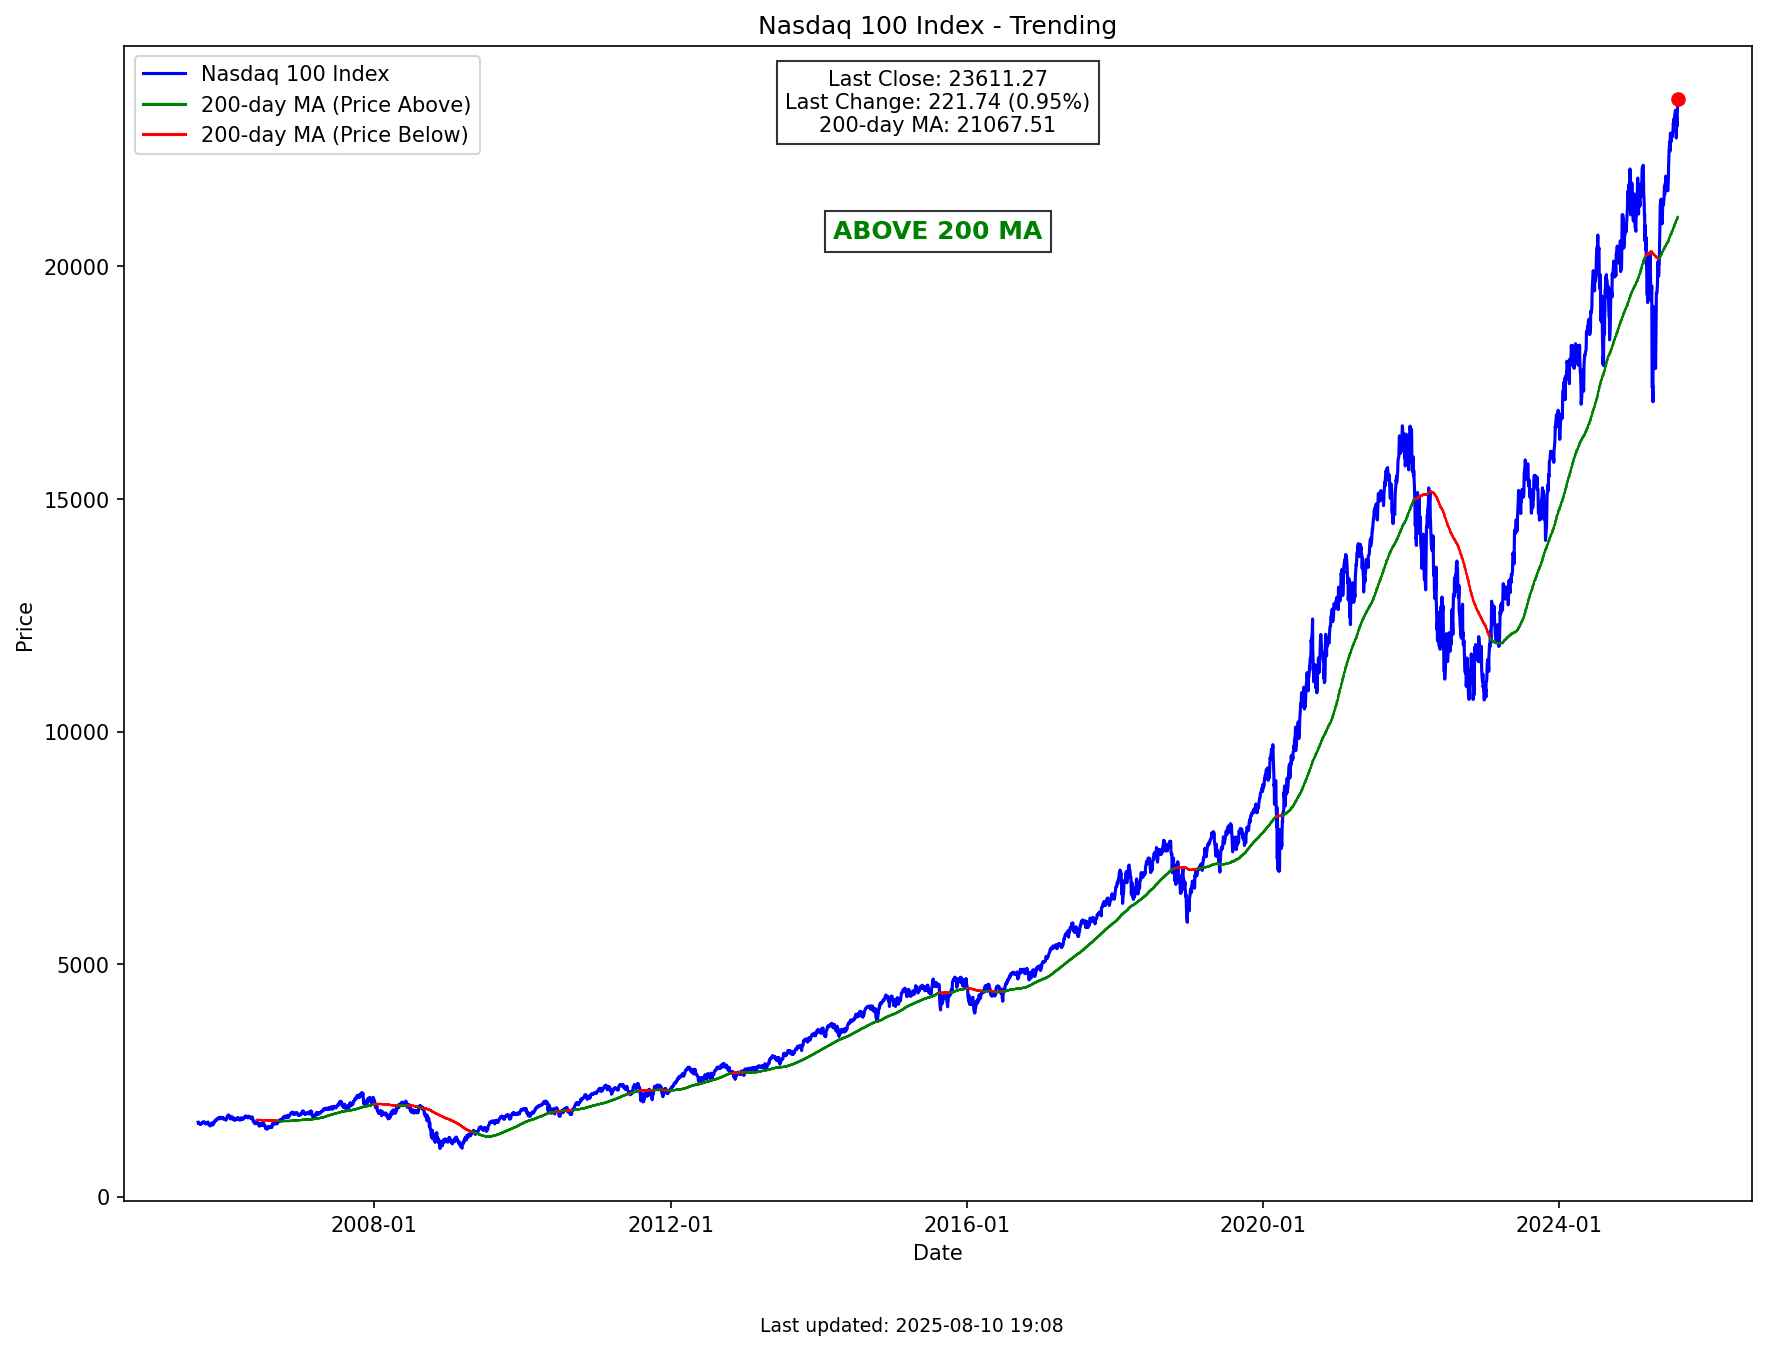 Nasdaq 100 Index - Trending
Nasdaq 100 Index
200-day MA (Price Above)
200-day MA (Price Below)
Last Close: 23611.27
Last Change: 221.74 (0.95%)
200-day MA: 21067.51
ABOVE 200 MA
Price
20000
15000
10000
5000
0
2008-01
2012-01
2016-01
2020-01
2024-01
Date
Last updated: 2025-08-10 19:08